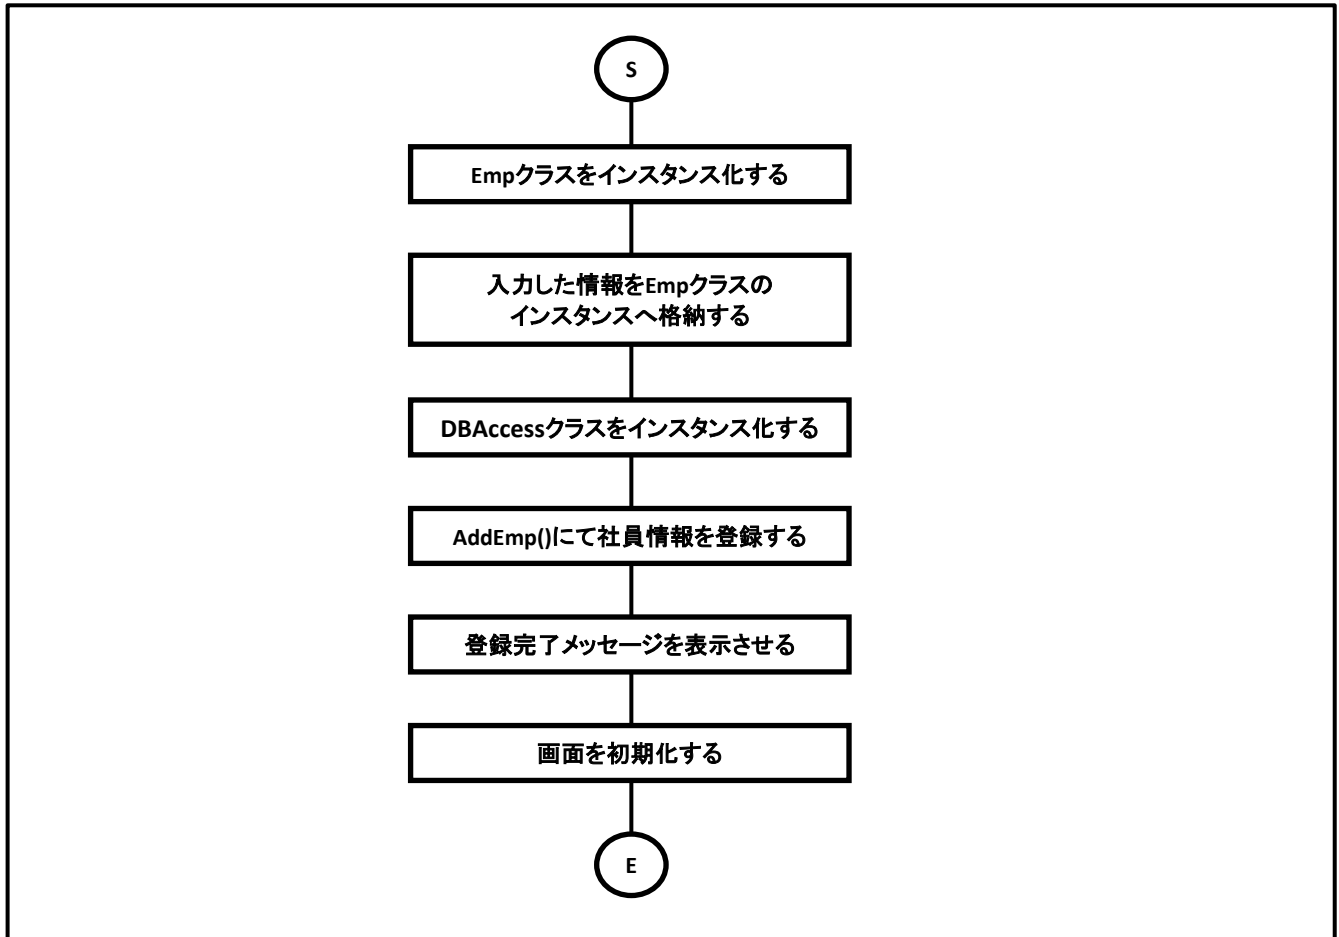 S
Empクラスをインスタンス化する
入力した情報をEmpクラスの
インスタンスへ格納する
DBAccessクラスをインスタンス化する
AddEmp()にて社員情報を登録する
登録完了メッセージを表示させる
画面を初期化する
E